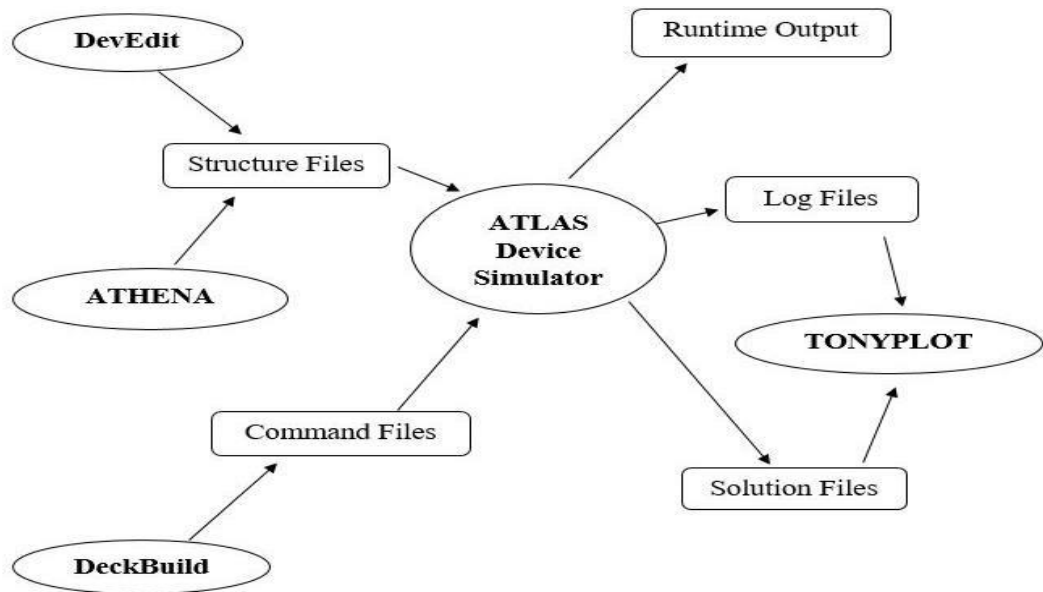 DevEdit
Runtime Output
Structure Files
Log Files
ATLAS
Device
Simulator
ATHENA
TONYPLOT
Command Files
Solution Files
DeckBuild